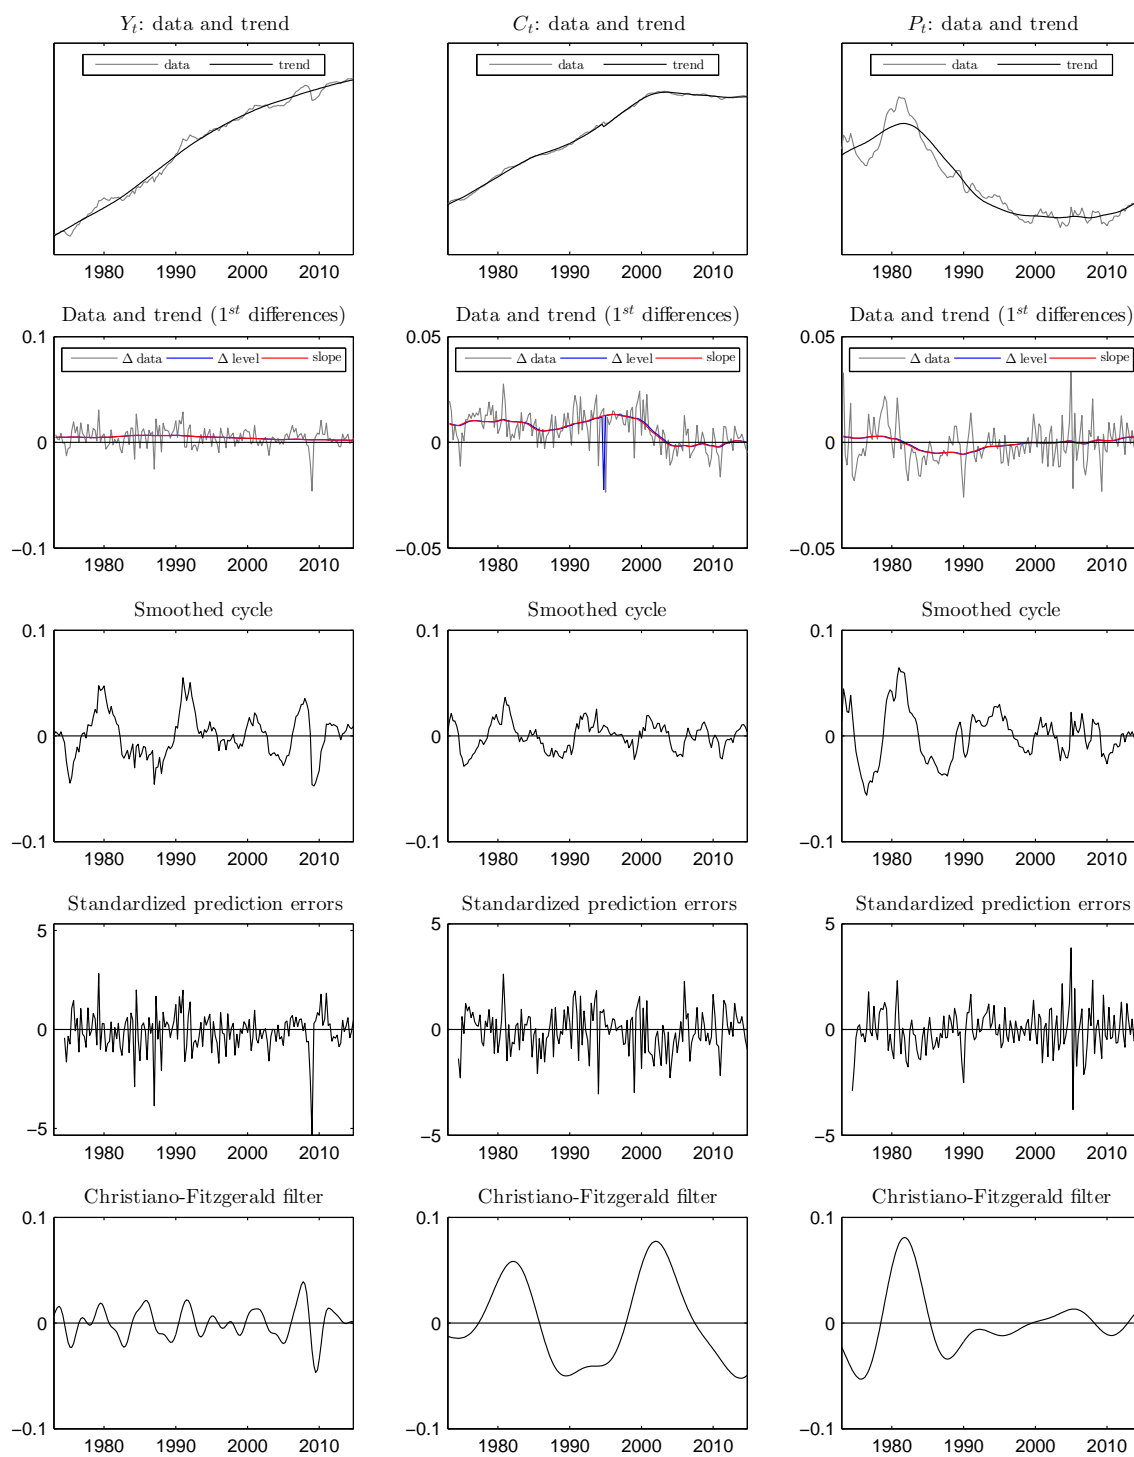 Y_t: data and trend C_t: data and trend P_t: data and trend
data trend data trend data trend
1980 1990 2000 2010 1980 1990 2000 2010 1980 1990 2000 2010
Data and trend (1^{st} differences) Data and trend (1^{st} differences) Data and trend (1^{st} differences)
0.1 0.05 0.05
Δ data Δ level slope Δ data Δ level slope Δ data Δ level slope
0 0 0
−0.1 −0.05 −0.05
1980 1990 2000 2010 1980 1990 2000 2010 1980 1990 2000 2010
Smoothed cycle Smoothed cycle Smoothed cycle
0.1 0.1 0.1
0 0 0
−0.1 −0.1 −0.1
1980 1990 2000 2010 1980 1990 2000 2010 1980 1990 2000 2010
Standardized prediction errors Standardized prediction errors Standardized prediction errors
5 5 5
0 0 0
−5 −5 −5
1980 1990 2000 2010 1980 1990 2000 2010 1980 1990 2000 2010
Christiano-Fitzgerald filter Christiano-Fitzgerald filter Christiano-Fitzgerald filter
0.1 0.1 0.1
0 0 0
−0.1 −0.1 −0.1
1980 1990 2000 2010 1980 1990 2000 2010 1980 1990 2000 2010